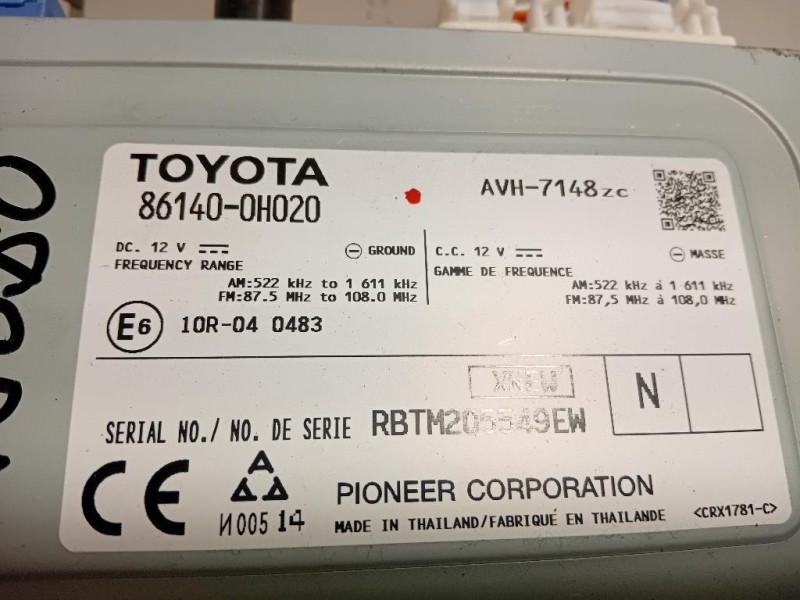 TOYOTA
86140-0H020
AVH-7148zc
DC. 12 V
GROUND
FREQUENCY RANGE
AM:522 kHz to 1 611 kHz
FM:87.5 MHz to 108.0 MHz
C.C. 12 V
MASSE
GAMME DE FREQUENCE
AM:522 kHz à 1 611 kHz
FM:87,5 MHz à 108,0 MHz
E6 10R-04 0483
XNEW
N
SERIAL NO./ NO. DE SERIE RBTM205549EW
CE
N00514
PIONEER CORPORATION
MADE IN THAILAND/FABRIQUÉ EN THAILANDE
<CRX1781-C>